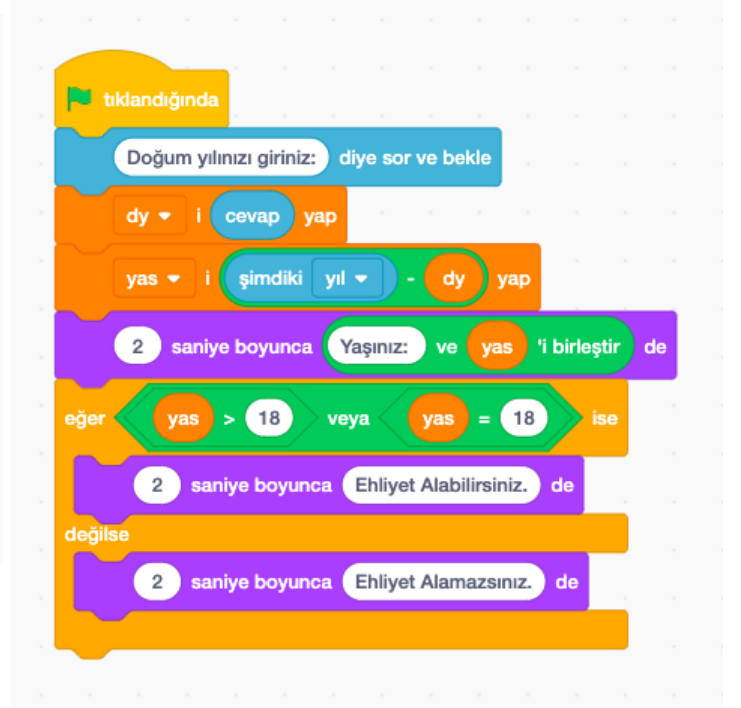 tıklandığında
Doğum yılınızı giriniz: diye sor ve bekle
dy i cevap yap
yas i şimdiki yıl - dy yap
2 saniye boyunca Yaşınız: ve yas 'i birleştir de
eğer yas > 18 veya yas = 18 ise
2 saniye boyunca Ehliyet Alabilirsiniz. de
değilse
2 saniye boyunca Ehliyet Alamazsınız. de